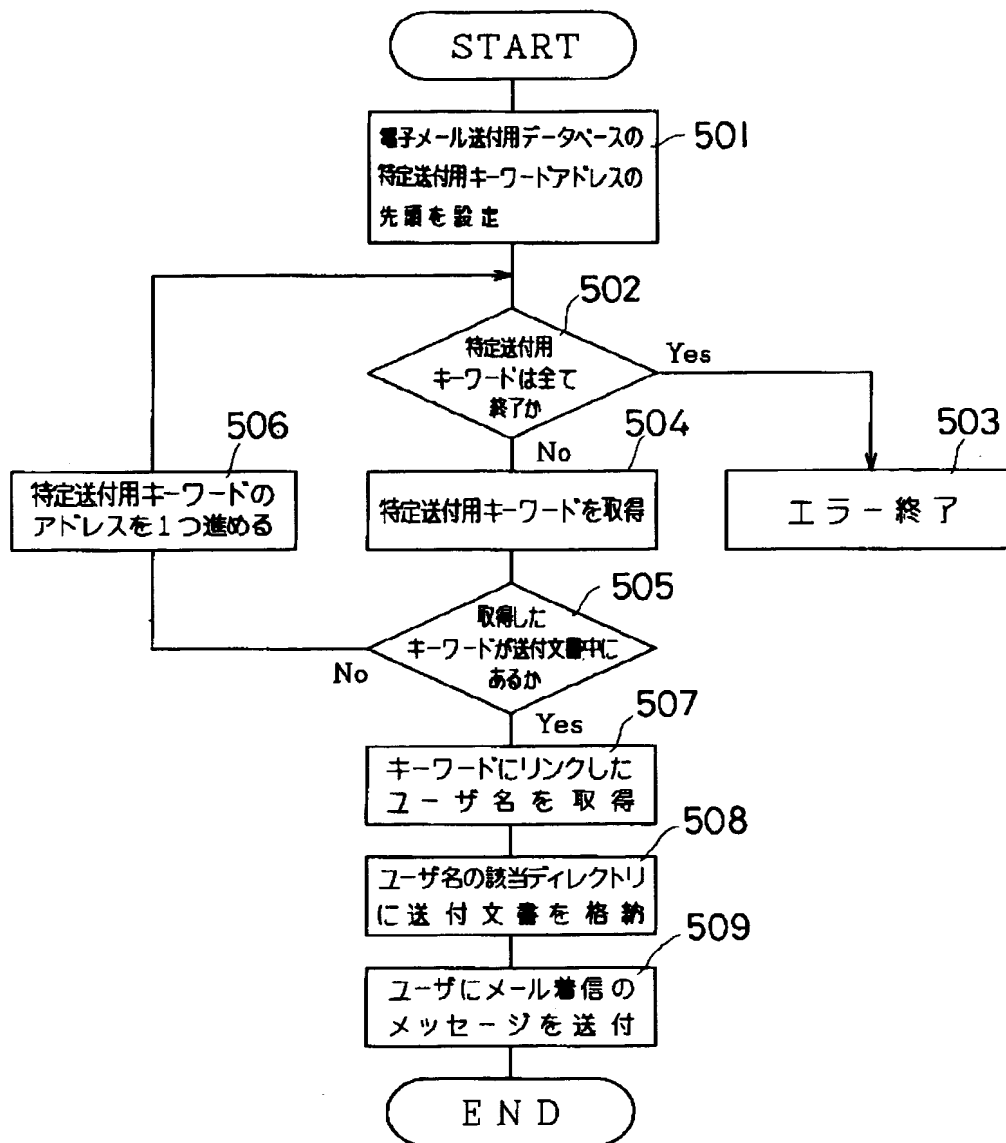 START
電子メール送付用データベースの
特定送付用キーワードアドレスの
先頭を設定
501
502
特定送付用
キーワードは全て
終了か
Yes
No
503
エラー終了
504
特定送付用キーワードを取得
506
特定送付用キーワードの
アドレスを1つ進める
505
取得した
キーワードが送付文書中に
あるか
No
Yes
507
キーワードにリンクした
ユーザ名を取得
508
ユーザ名の該当ディレクトリ
に送付文書を格納
509
ユーザにメール着信の
メッセージを送付
END